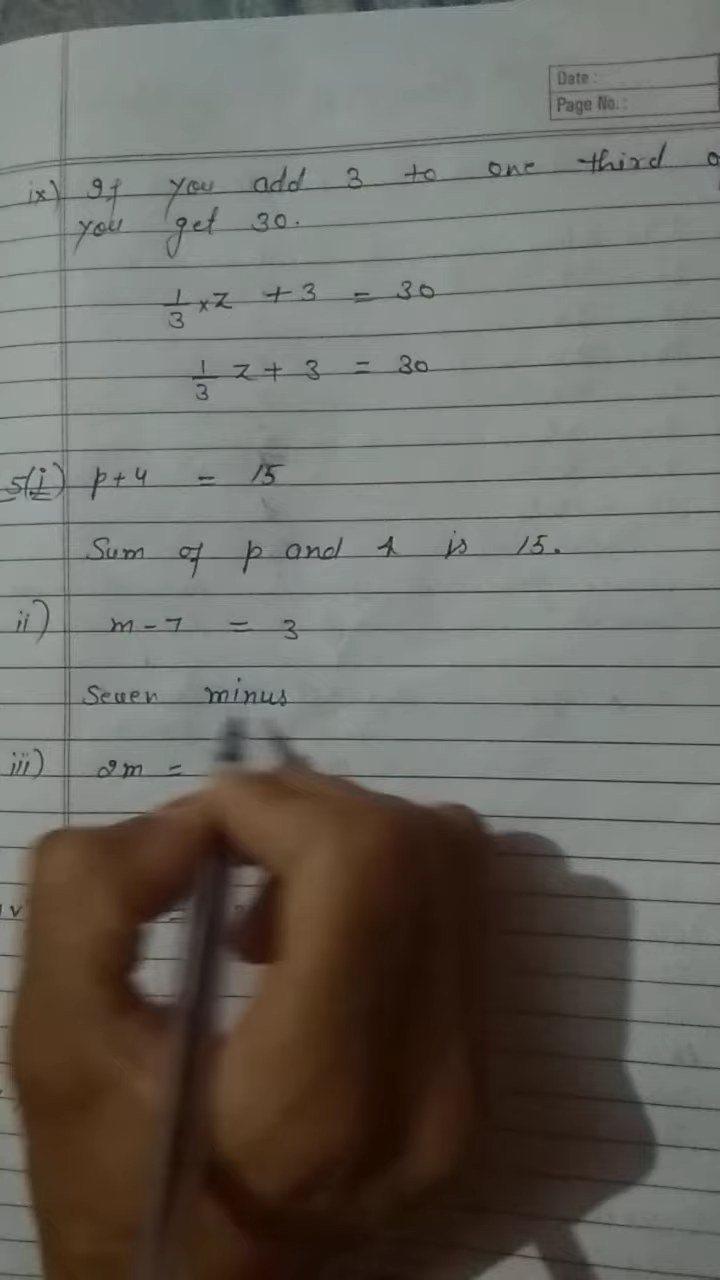 Date :
Page No. :
ix) If you add 3 to one third
you get 30.
1/3 × z + 3 = 30
1/3 z + 3 = 30
5(i) p + 4 = 15
Sum of p and 4 is 15.
ii) m - 7 = 3
Seven minus
iii) 2m =